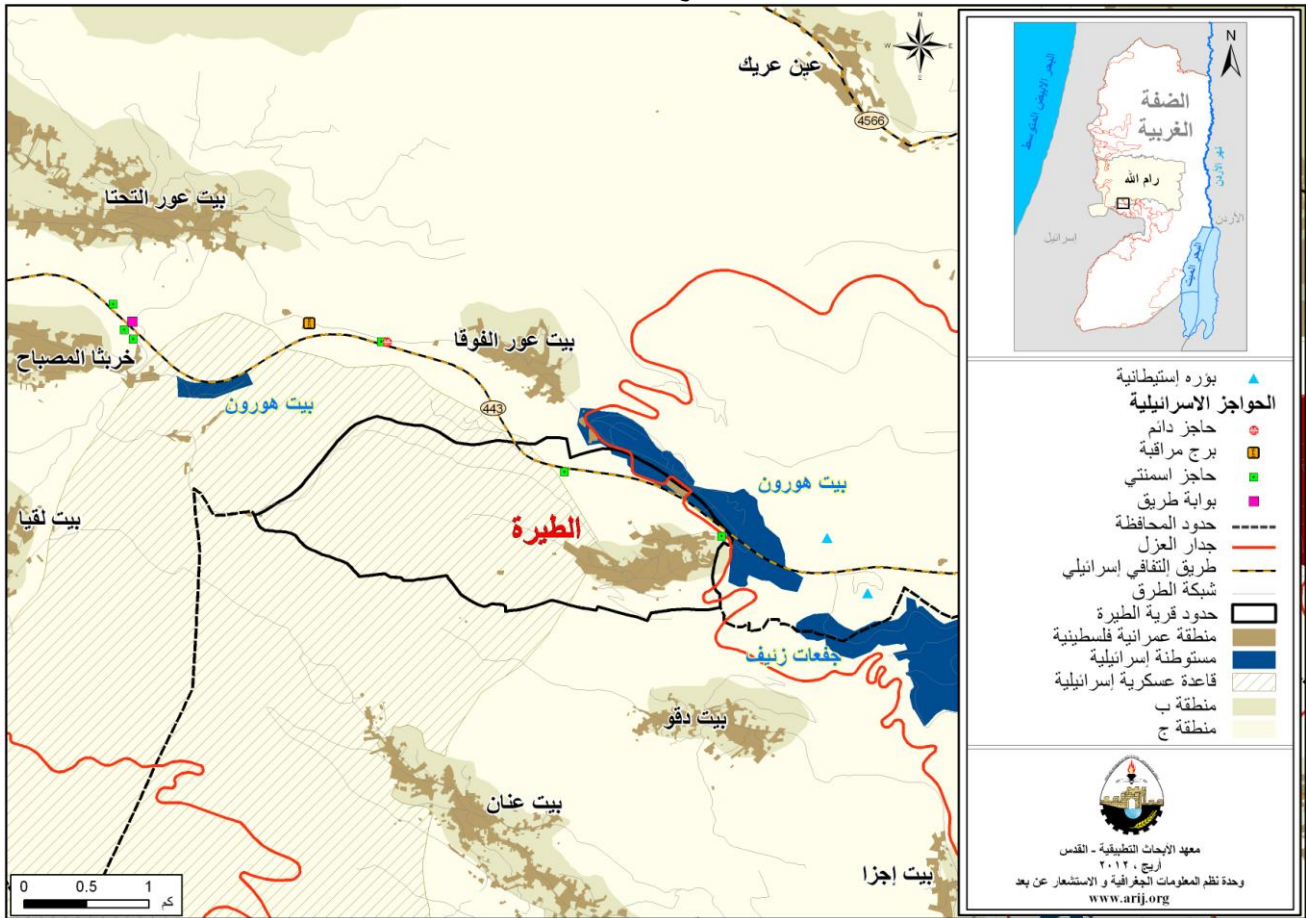 عين عريك
4566
بيت عور التحتا
خربثا المصباح
بيت هورون
بيت عور الفوقا
443
بيت هورون
بيت لقيا
الطيرة
جفعات زئيف
بيت دقو
بيت عنان
بيت إجزا
N
W
E
S
0 0.5 1
كم
N
البحر الابيض المتوسط
الضفة
الغربية
نهر الأردن
رام الله
الأردن
إسرائيل
البحر الميت
بؤره إستيطانية
الحواجز الاسرائيلية
حاجز دائم
برج مراقبة
حاجز اسمنتي
بوابة طريق
حدود المحافظة
جدار العزل
طريق إلتفافي إسرائيلي
شبكة الطرق
حدود قرية الطيرة
منطقة عمرانية فلسطينية
مستوطنة إسرائيلية
قاعدة عسكرية إسرائيلية
منطقة ب
منطقة ج
معهد الأبحاث التطبيقية - القدس
أريج ، ٢٠١٢
وحدة نظم المعلومات الجغرافية و الاستشعار عن بعد
www.arij.org